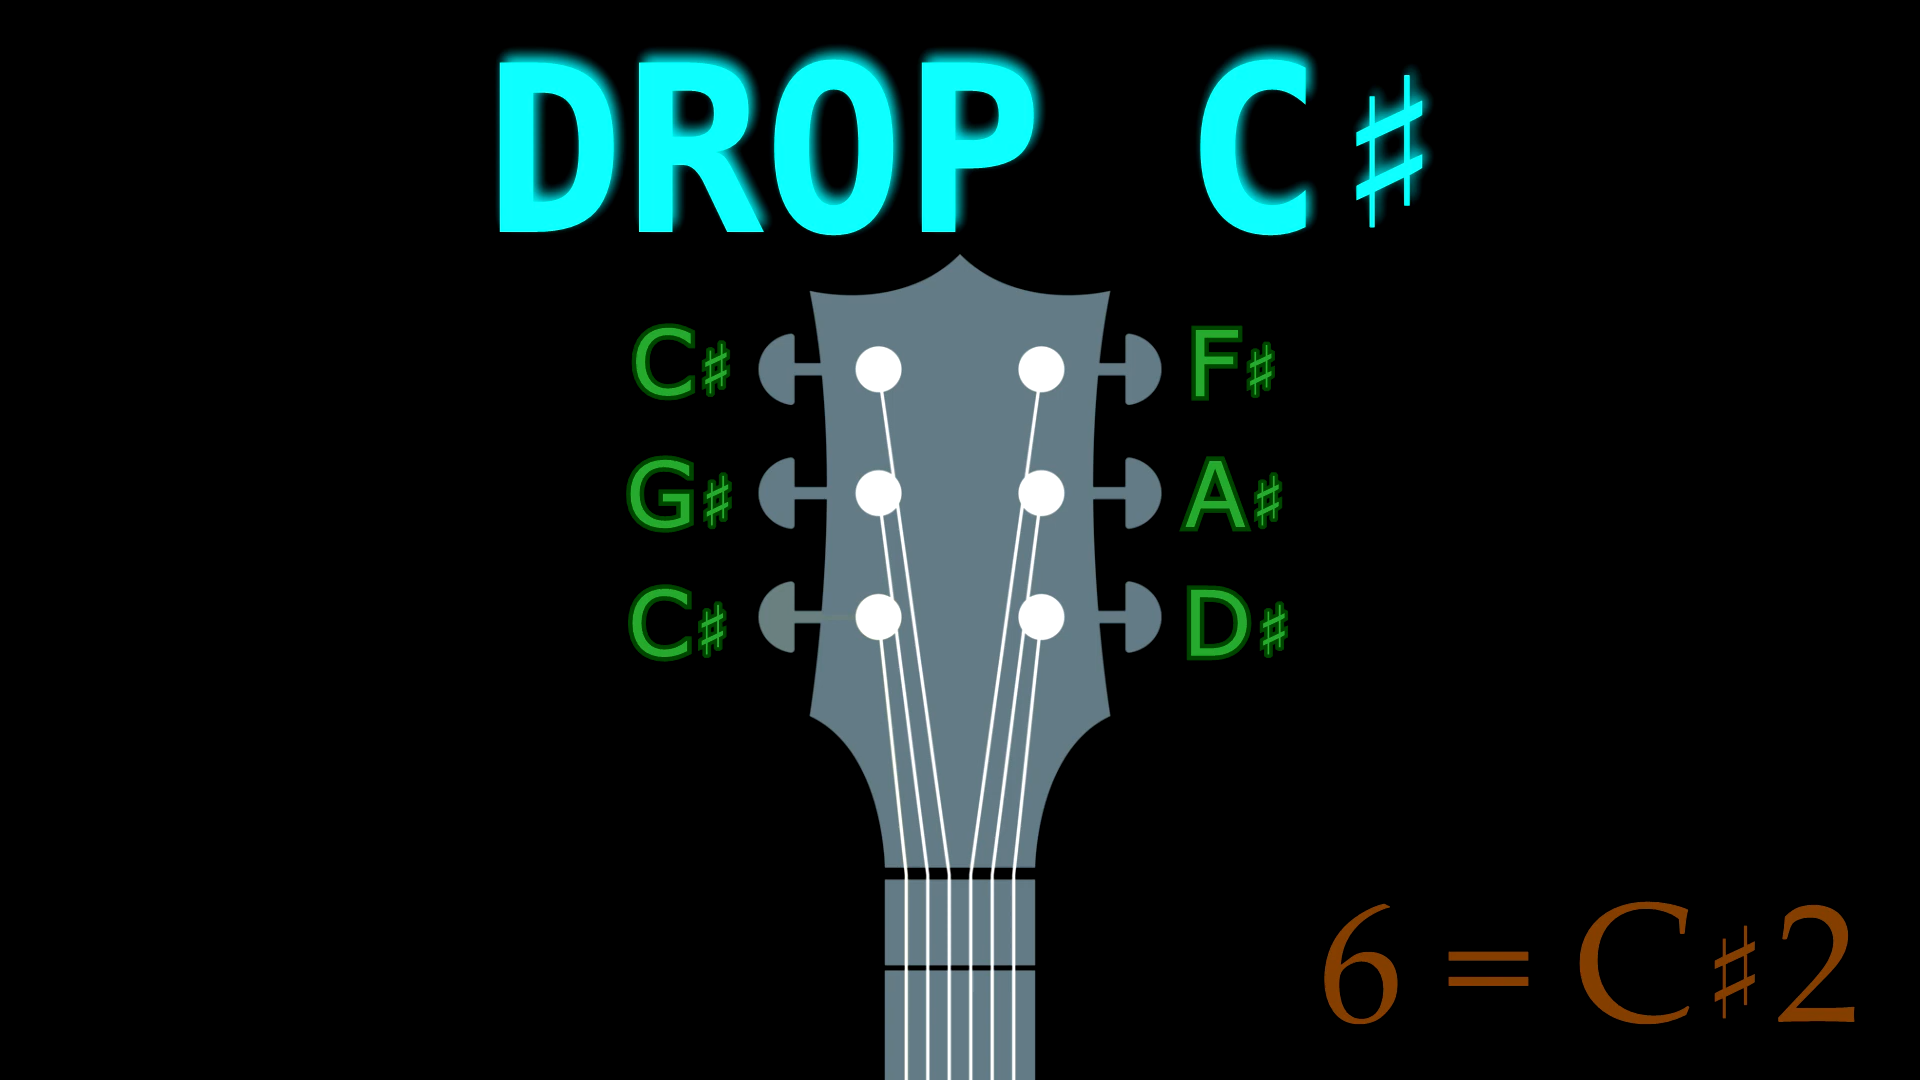 DROP C♯
C♯ F♯
G♯ A♯
C♯ D♯
6 = C♯2